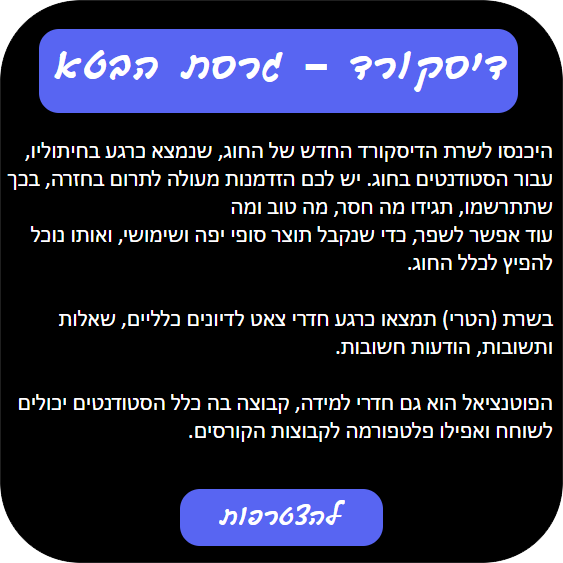 דיסקורד - גרסת הבטא
היכנסו לשרת הדיסקורד החדש של החוג, שנמצא כרגע בחיתוליו,
עבור הסטודנטים בחוג. יש לכם הזדמנות מעולה לתרום בחזרה, בכך
שתתרשמו, תגידו מה חסר, מה טוב ומה
עוד אפשר לשפר, כדי שנקבל תוצר סופי יפה ושימושי, ואותו נוכל
להפיץ לכלל החוג.
בשרת (הטרי) תמצאו כרגע חדרי צאט לדיונים כלליים, שאלות
ותשובות, הודעות חשובות.
הפוטנציאל הוא גם חדרי למידה, קבוצה בה כלל הסטודנטים יכולים
לשוחח ואפילו פלטפורמה לקבוצות הקורסים.
להצטרפות